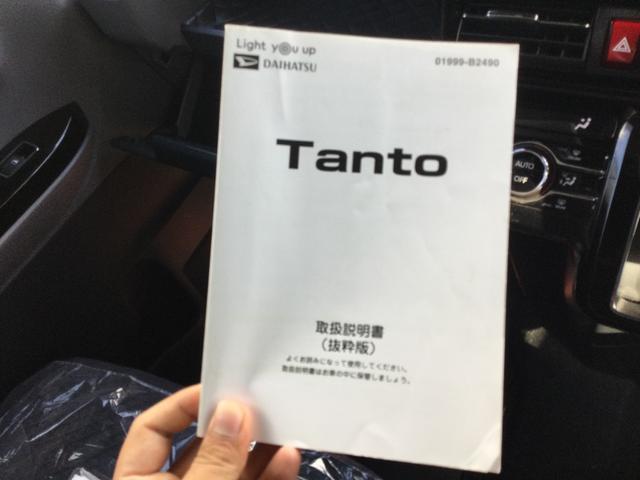 Light you up
DAIHATSU
01999-B2490
Tanto
取扱説明書
（抜粋版）
よくお読みになって使用してください。
取扱説明書はお車の中に保管しましょう。
AUTO
OFF